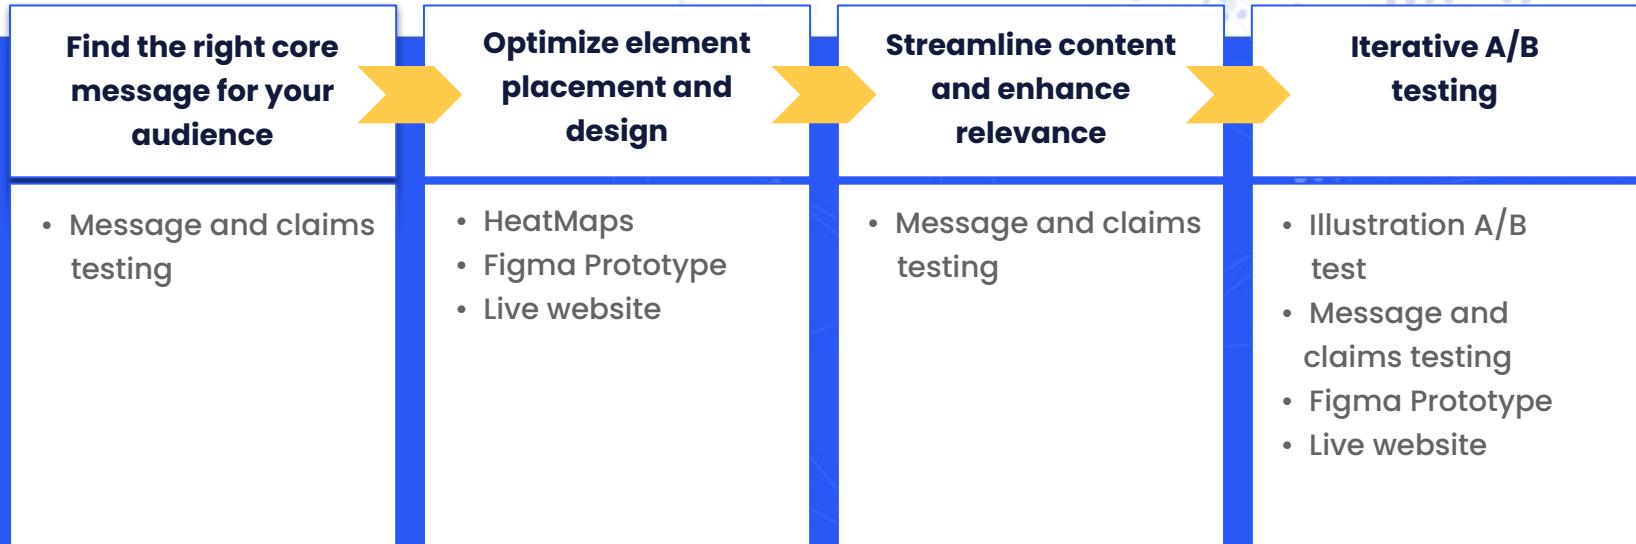 Find the right core
message for your
audience
Optimize element
placement and
design
Streamline content
and enhance
relevance
Iterative A/B
testing
• Message and claims
testing
• HeatMaps
• Figma Prototype
• Live website
• Message and claims
testing
• Illustration A/B
test
• Message and
claims testing
• Figma Prototype
• Live website